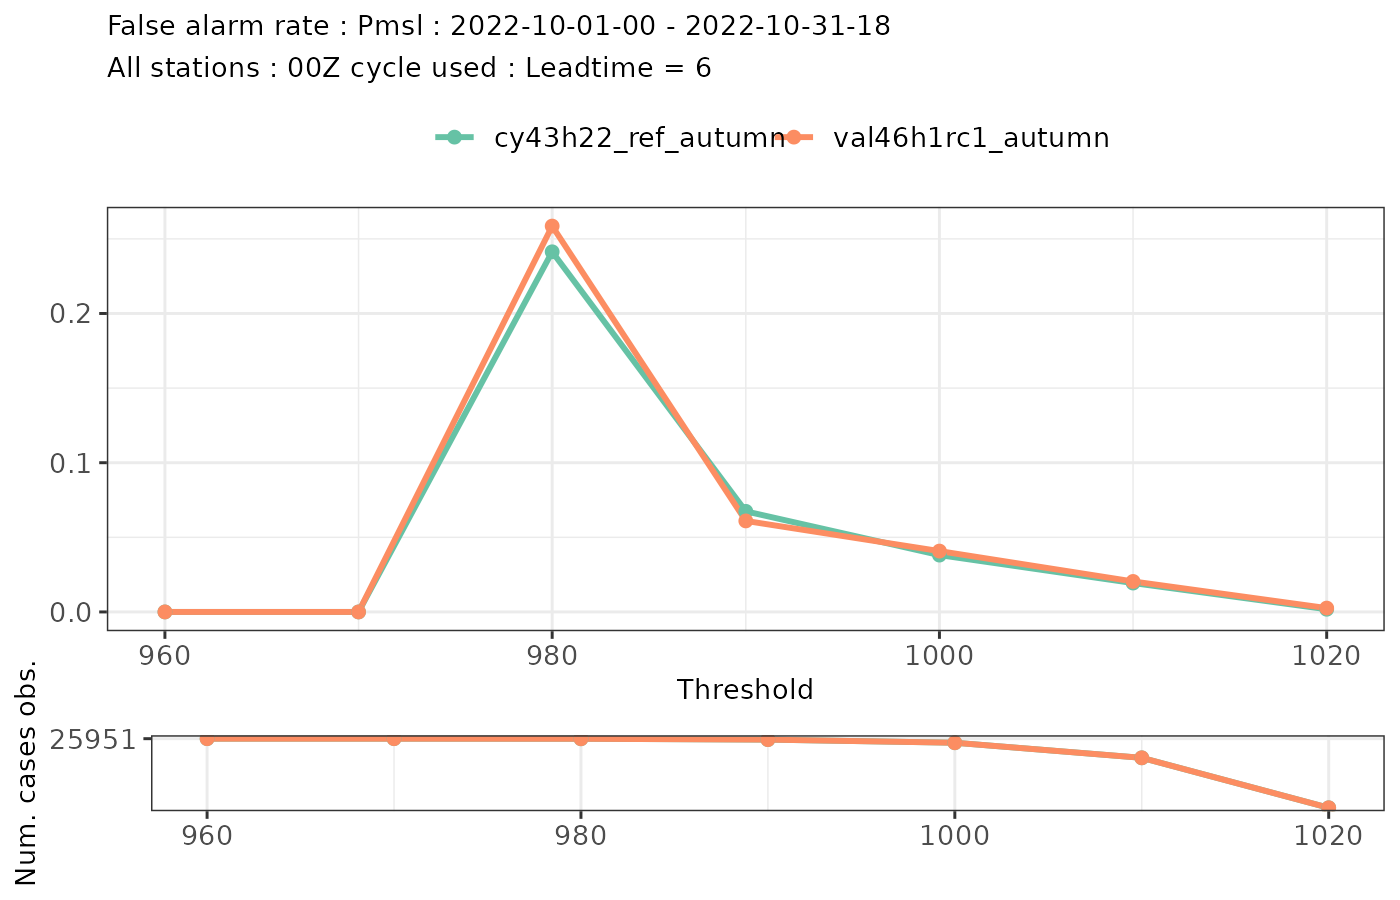 False alarm rate : Pmsl : 2022-10-01-00 - 2022-10-31-18
All stations : 00Z cycle used : Leadtime = 6
cy43h22_ref_autumn
val46h1rc1_autumn
0.2
0.1
0.0
960 980 1000 1020
Threshold
Num. cases obs.
25951
960 980 1000 1020